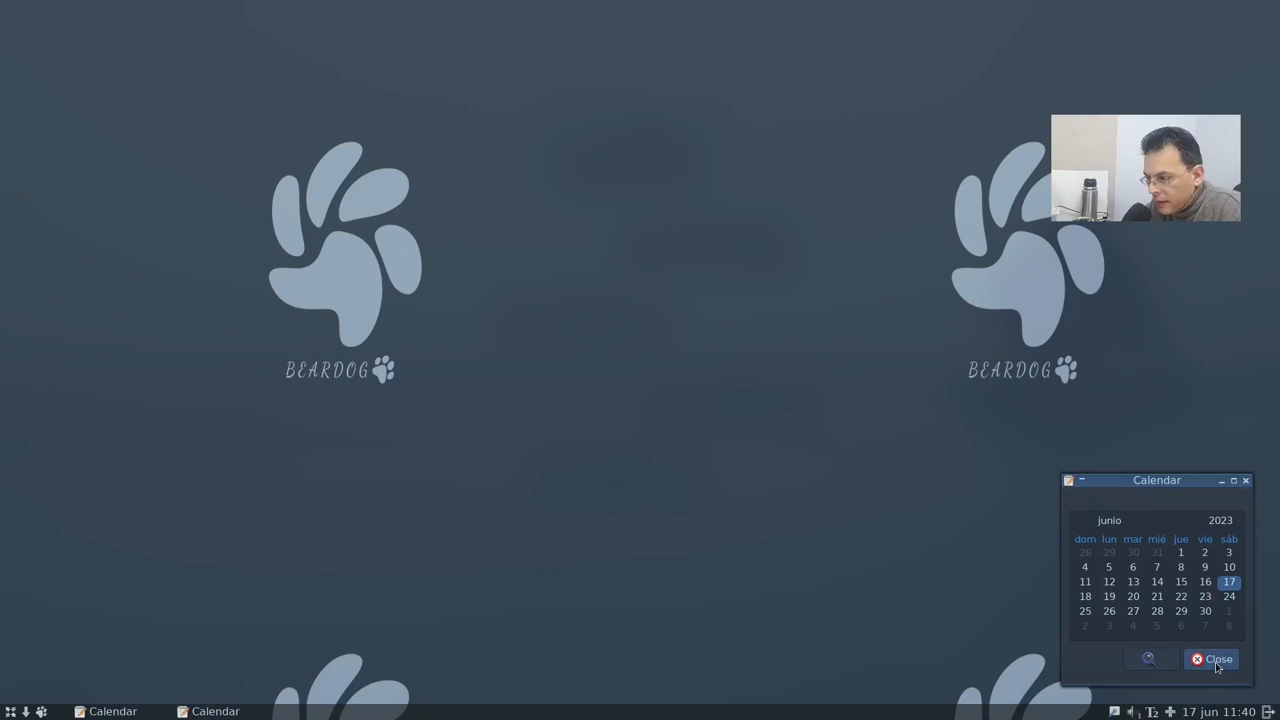 BEARDOG
BEARDOG
Calendar
junio 2023
dom lun mar mié jue vie sáb
28 29 30 31 1 2 3
4 5 6 7 8 9 10
11 12 13 14 15 16 17
18 19 20 21 22 23 24
25 26 27 28 29 30 1
2 3 4 5 6 7 8
Close
Calendar Calendar 17 jun 11:40